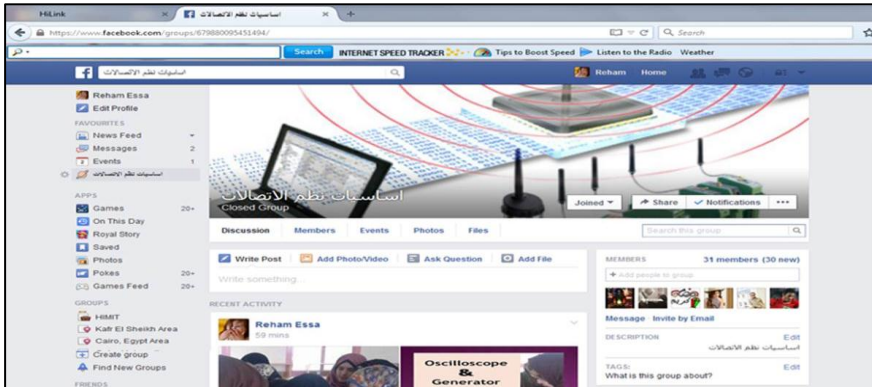 HiLink
اساسيات نظم الاتصالات
https://www.facebook.com/groups/679880095451494/
Search
Search INTERNET SPEED TRACKER Tips to Boost Speed Listen to the Radio Weather
اساسيات نظم الاتصالات
Reham Home
Reham Essa
Edit Profile
FAVOURITES
News Feed
Messages 2
Events 1
اساسيات نظم الاتصالات
APPS
Games 20+
On This Day
Royal Story
Saved
Photos
Pokes 20+
Games Feed 20+
GROUPS
HIMIT
Kafr El Sheikh Area
Cairo, Egypt Area
Create group
Find New Groups
FRIENDS
اساسيات نظم الاتصالات
Closed Group
Joined Share Notifications
Discussion Members Events Photos Files
Search this group
Write Post Add Photo/Video Ask Question Add File
Write something...
RECENT ACTIVITY
Reham Essa
59 mins
Oscilloscope
&
Generator
MEMBERS 31 members (30 new)
+ Add people to group
Message · Invite by Email
DESCRIPTION Edit
اساسيات نظم الاتصالات
TAGS: Edit
What is this group about?